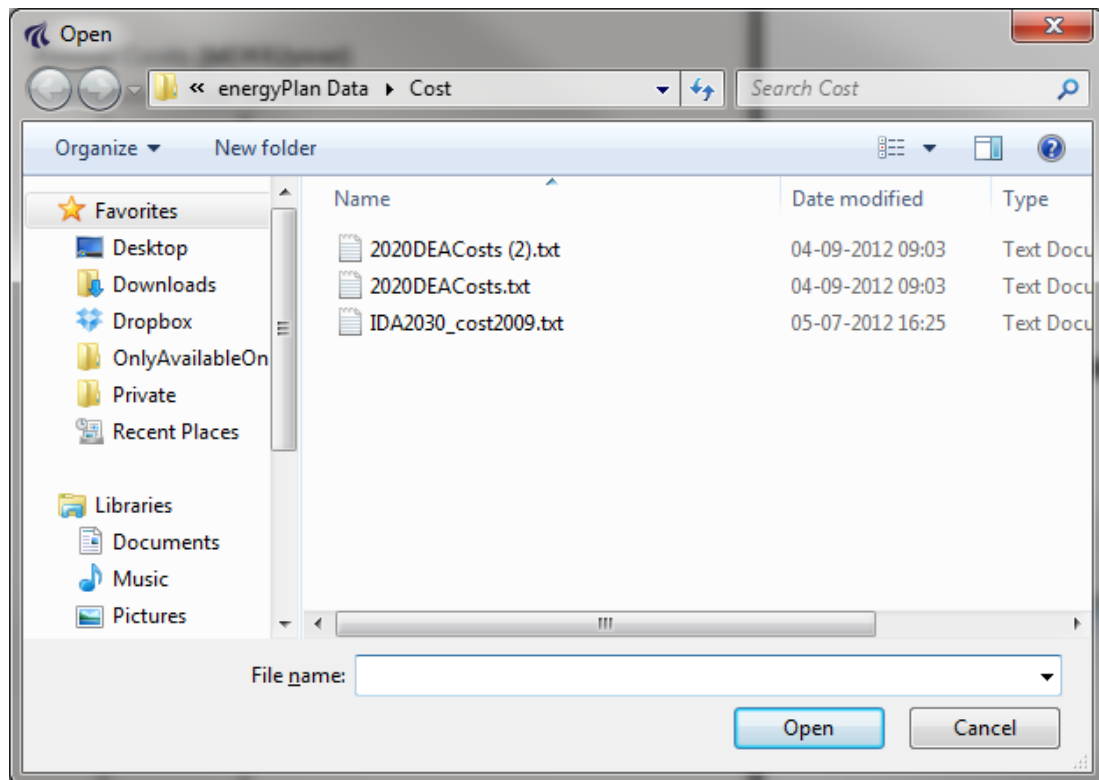 Open
« energyPlan Data Cost Search Cost
Organize New folder
Name Date modified Type
Favorites
Desktop
Downloads
Dropbox
OnlyAvailableOn
Private
Recent Places
Libraries
Documents
Music
Pictures
2020DEACosts (2).txt 04-09-2012 09:03 Text Docu
2020DEACosts.txt 04-09-2012 09:03 Text Docu
IDA2030_cost2009.txt 05-07-2012 16:25 Text Docu
File name:
Open Cancel